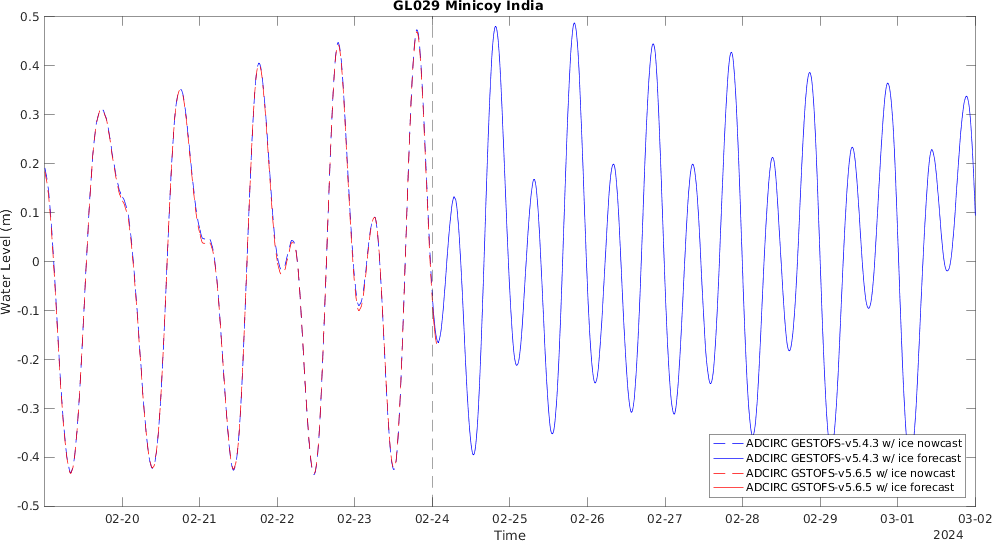 GL029 Minicoy India
0.5
0.4
0.3
0.2
0.1
0
-0.1
-0.2
-0.3
-0.4
-0.5
Water Level (m)
ADCIRC GESTOFS-v5.4.3 w/ ice nowcast
ADCIRC GESTOFS-v5.4.3 w/ ice forecast
ADCIRC GSTOFS-v5.6.5 w/ ice nowcast
ADCIRC GSTOFS-v5.6.5 w/ ice forecast
02-20 02-21 02-22 02-23 02-24 02-25 02-26 02-27 02-28 02-29 03-01 03-02
Time
2024